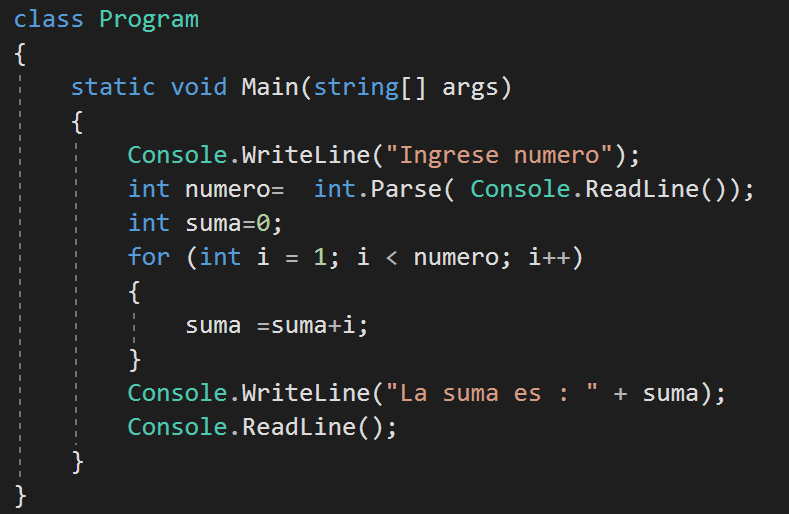 class Program
{
static void Main(string[] args)
{
Console.WriteLine("Ingrese numero");
int numero=  int.Parse( Console.ReadLine());
int suma=0;
for (int i = 1; i < numero; i++)
{
suma =suma+i;
}
Console.WriteLine("La suma es : " + suma);
Console.ReadLine();
}
}